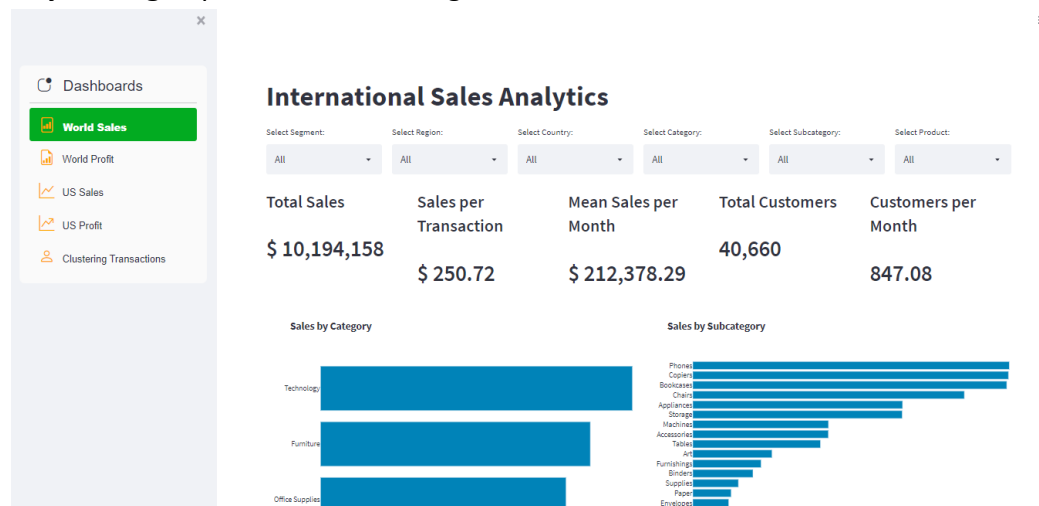 ×
Dashboards
World Sales
World Profit
US Sales
US Profit
Clustering Transactions
International Sales Analytics
Select Segment: Select Region: Select Country: Select Category: Select Subcategory: Select Product:
All All All All All All
Total Sales
$ 10,194,158
Sales per
Transaction
$ 250.72
Mean Sales per
Month
$ 212,378.29
Total Customers
40,660
Customers per
Month
847.08
Sales by Category
Technology
Furniture
Office Supplies
Sales by Subcategory
Phones
Copiers
Bookcases
Chairs
Appliances
Storage
Machines
Accessories
Tables
Art
Furnishings
Binders
Supplies
Paper
Envelopes